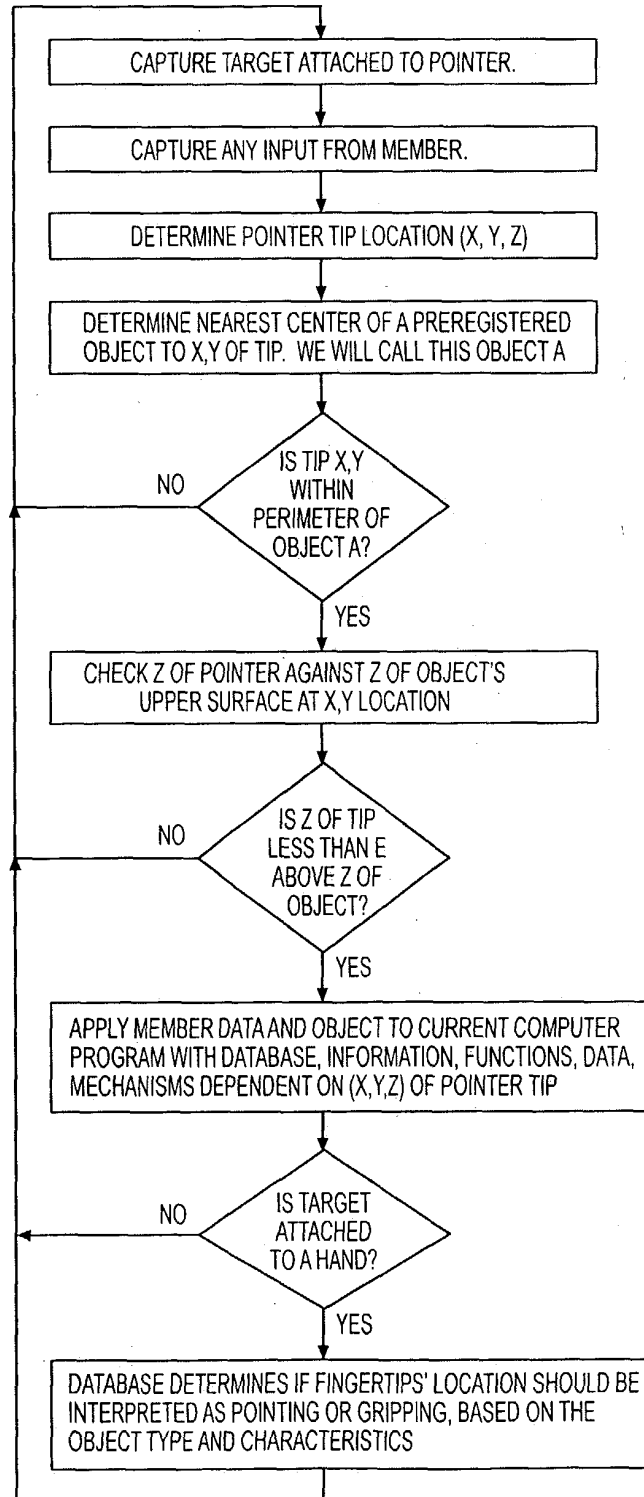 CAPTURE TARGET ATTACHED TO POINTER.
CAPTURE ANY INPUT FROM MEMBER.
DETERMINE POINTER TIP LOCATION (X, Y, Z)
DETERMINE NEAREST CENTER OF A PREREGISTERED
OBJECT TO X,Y OF TIP. WE WILL CALL THIS OBJECT A
IS TIP X,Y
WITHIN
PERIMETER OF
OBJECT A?
NO
YES
CHECK Z OF POINTER AGAINST Z OF OBJECT'S
UPPER SURFACE AT X,Y LOCATION
IS Z OF TIP
LESS THAN E
ABOVE Z OF
OBJECT?
NO
YES
APPLY MEMBER DATA AND OBJECT TO CURRENT COMPUTER
PROGRAM WITH DATABASE, INFORMATION, FUNCTIONS, DATA,
MECHANISMS DEPENDENT ON (X,Y,Z) OF POINTER TIP
IS TARGET
ATTACHED
TO A HAND?
NO
YES
DATABASE DETERMINES IF FINGERTIPS' LOCATION SHOULD BE
INTERPRETED AS POINTING OR GRIPPING, BASED ON THE
OBJECT TYPE AND CHARACTERISTICS